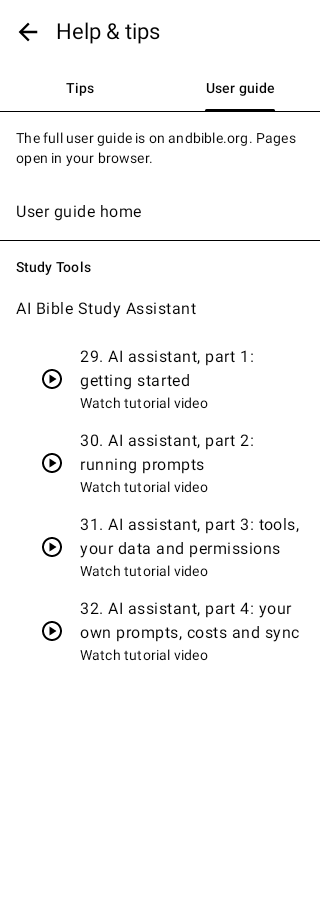 Help & tips
Tips
User guide
The full user guide is on andbible.org. Pages
open in your browser.
User guide home
Study Tools
AI Bible Study Assistant
29. AI assistant, part 1:
getting started
Watch tutorial video
30. AI assistant, part 2:
running prompts
Watch tutorial video
31. AI assistant, part 3: tools,
your data and permissions
Watch tutorial video
32. AI assistant, part 4: your
own prompts, costs and sync
Watch tutorial video